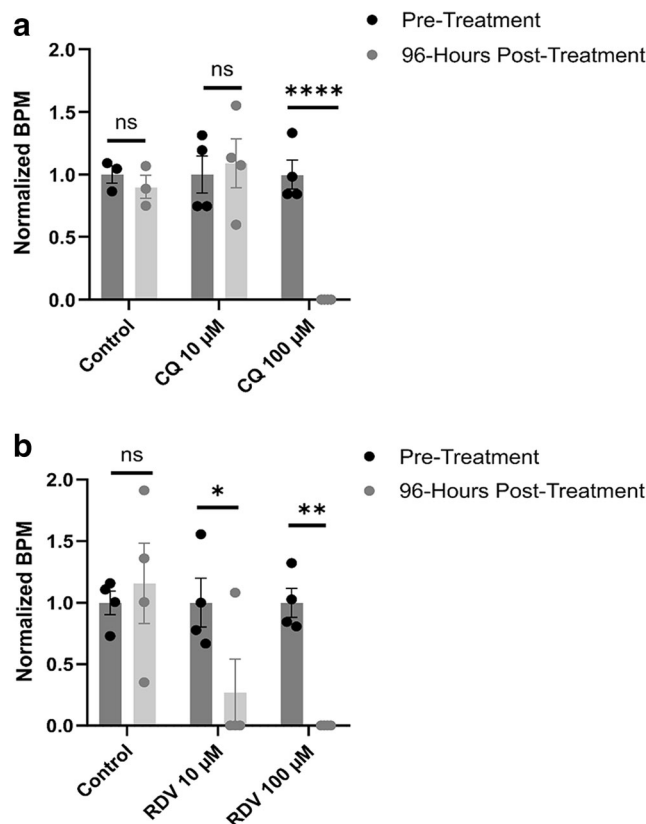 a
Pre-Treatment
96-Hours Post-Treatment
Normalized BPM
2.0
1.5
1.0
0.5
0.0
ns
ns
****
Control
CQ 10 µM
CQ 100 µM
b
Pre-Treatment
96-Hours Post-Treatment
Normalized BPM
2.0
1.5
1.0
0.5
0.0
ns
*
**
Control
RDV 10 µM
RDV 100 µM